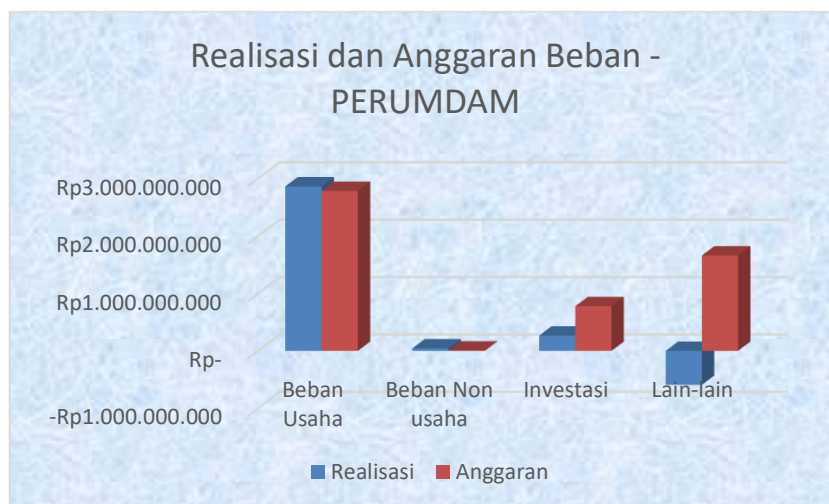 Realisasi dan Anggaran Beban -
PERUMDAM
Rp3.000.000.000
Rp2.000.000.000
Rp1.000.000.000
Rp-
-Rp1.000.000.000
Beban
Usaha
Beban Non
usaha
Investasi
Lain-lain
Realisasi
Anggaran